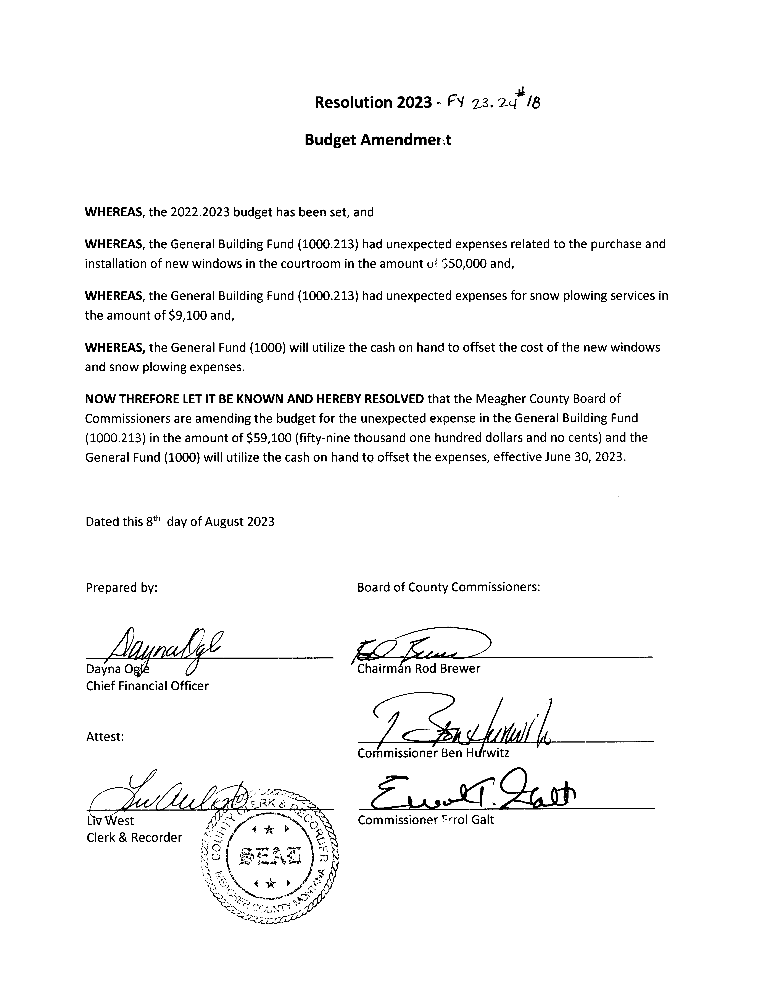 Resolution 2023 - FY 23.24 #18
Budget Amendment
WHEREAS, the 2022.2023 budget has been set, and
WHEREAS, the General Building Fund (1000.213) had unexpected expenses related to the purchase and
installation of new windows in the courtroom in the amount of $50,000 and,
WHEREAS, the General Building Fund (1000.213) had unexpected expenses for snow plowing services in
the amount of $9,100 and,
WHEREAS, the General Fund (1000) will utilize the cash on hand to offset the cost of the new windows
and snow plowing expenses.
NOW THREFORE LET IT BE KNOWN AND HEREBY RESOLVED that the Meagher County Board of
Commissioners are amending the budget for the unexpected expense in the General Building Fund
(1000.213) in the amount of $59,100 (fifty-nine thousand one hundred dollars and no cents) and the
General Fund (1000) will utilize the cash on hand to offset the expenses, effective June 30, 2023.
Dated this 8th day of August 2023
Prepared by:
Board of County Commissioners:
Dayna Ogle
Dayna Ogle
Chief Financial Officer
Rod Brewer
Chairman Rod Brewer
Attest:
Ben Hurwitz
Commissioner Ben Hurwitz
Liv West
Clerk & Recorder
Errol T. Galt
Commissioner Errol Galt
COUNTY CLERK & RECORDER
SEAL
MEAGHER COUNTY MONTANA